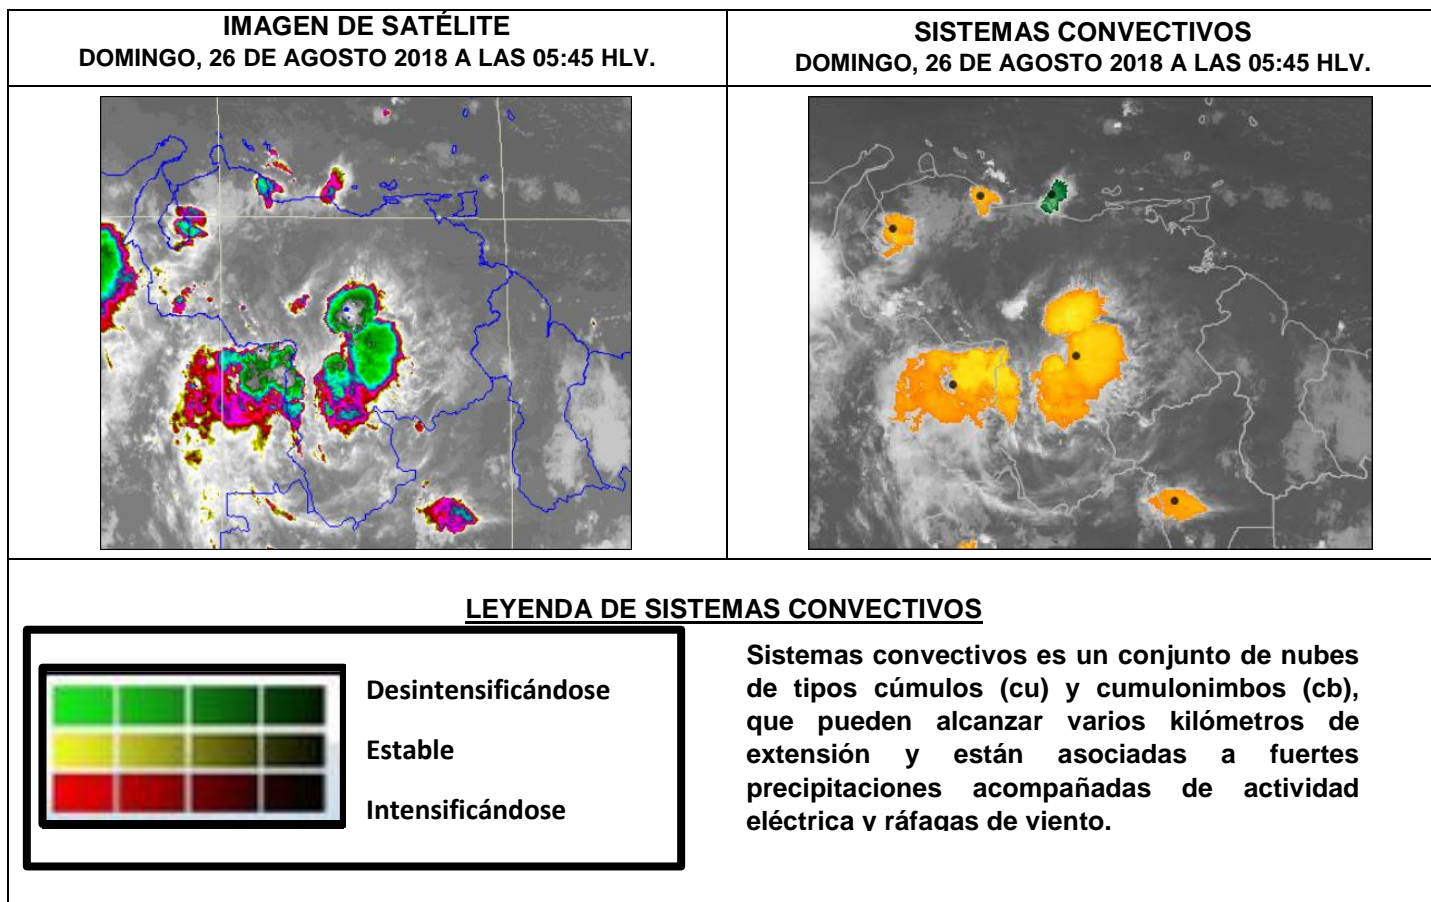 IMAGEN DE SATÉLITE
DOMINGO, 26 DE AGOSTO 2018 A LAS 05:45 HLV.
SISTEMAS CONVECTIVOS
DOMINGO, 26 DE AGOSTO 2018 A LAS 05:45 HLV.
LEYENDA DE SISTEMAS CONVECTIVOS
Desintensificándose
Estable
Intensificándose
Sistemas convectivos es un conjunto de nubes
de tipos cúmulos (cu) y cumulonimbos (cb),
que pueden alcanzar varios kilómetros de
extensión y están asociadas a fuertes
precipitaciones acompañadas de actividad
eléctrica y ráfagas de viento.